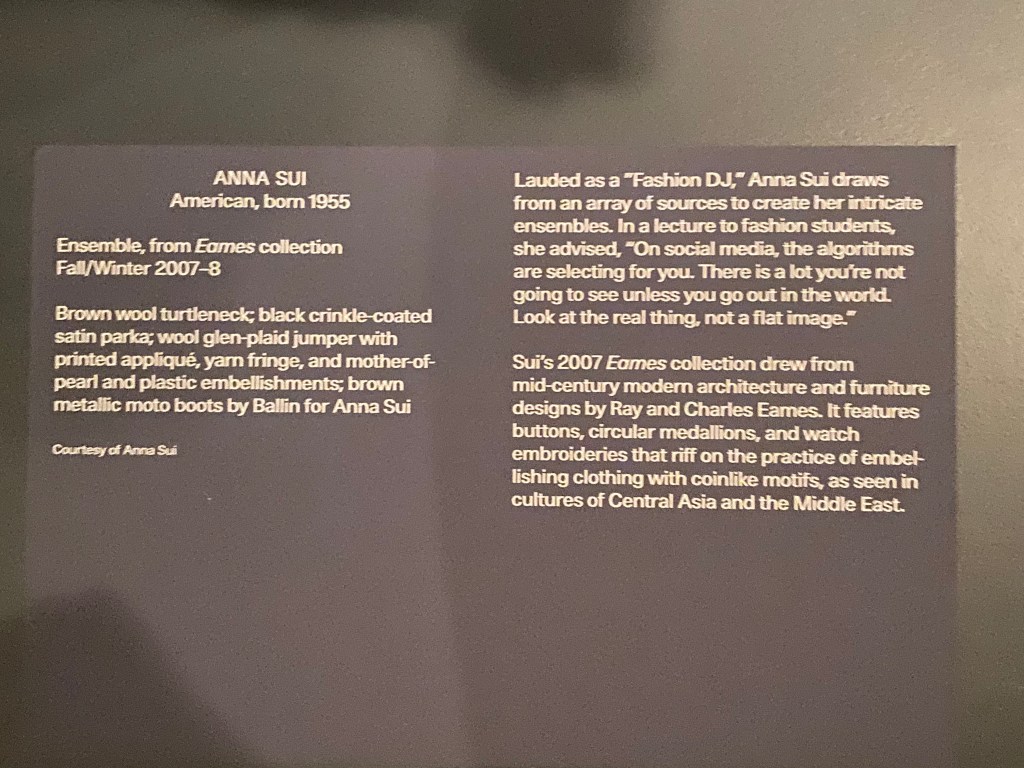 ANNA SUI
American, born 1955
Ensemble, from Eames collection
Fall/Winter 2007–8
Brown wool turtleneck; black crinkle-coated
satin parka; wool glen-plaid jumper with
printed appliqué, yarn fringe, and mother-of-
pearl and plastic embellishments; brown
metallic moto boots by Ballin for Anna Sui
Courtesy of Anna Sui
Lauded as a "Fashion DJ," Anna Sui draws
from an array of sources to create her intricate
ensembles. In a lecture to fashion students,
she advised, "On social media, the algorithms
are selecting for you. There is a lot you're not
going to see unless you go out in the world.
Look at the real thing, not a flat image."
Sui's 2007 Eames collection drew from
mid-century modern architecture and furniture
designs by Ray and Charles Eames. It features
buttons, circular medallions, and watch
embroideries that riff on the practice of embel-
lishing clothing with coinlike motifs, as seen in
cultures of Central Asia and the Middle East.